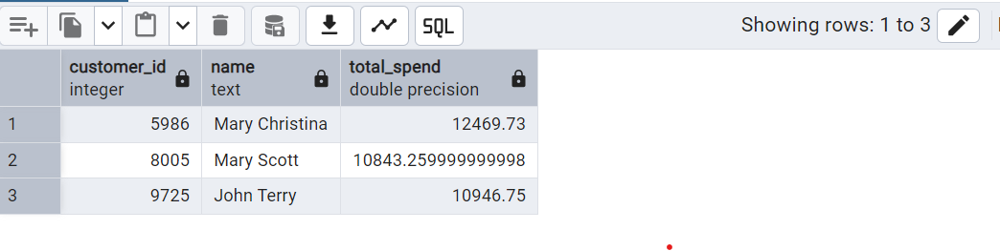 SQL Showing rows: 1 to 3
customer_id name total_spend
integer text double precision
1 5986 Mary Christina 12469.73
2 8005 Mary Scott 10843.259999999998
3 9725 John Terry 10946.75